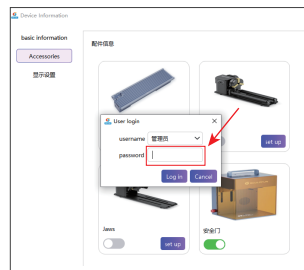 Device Information
basic information
Accessories
显示设置
配件信息
set up
User login
username 管理员
password
Log in Cancel
Jaws
set up
安全门